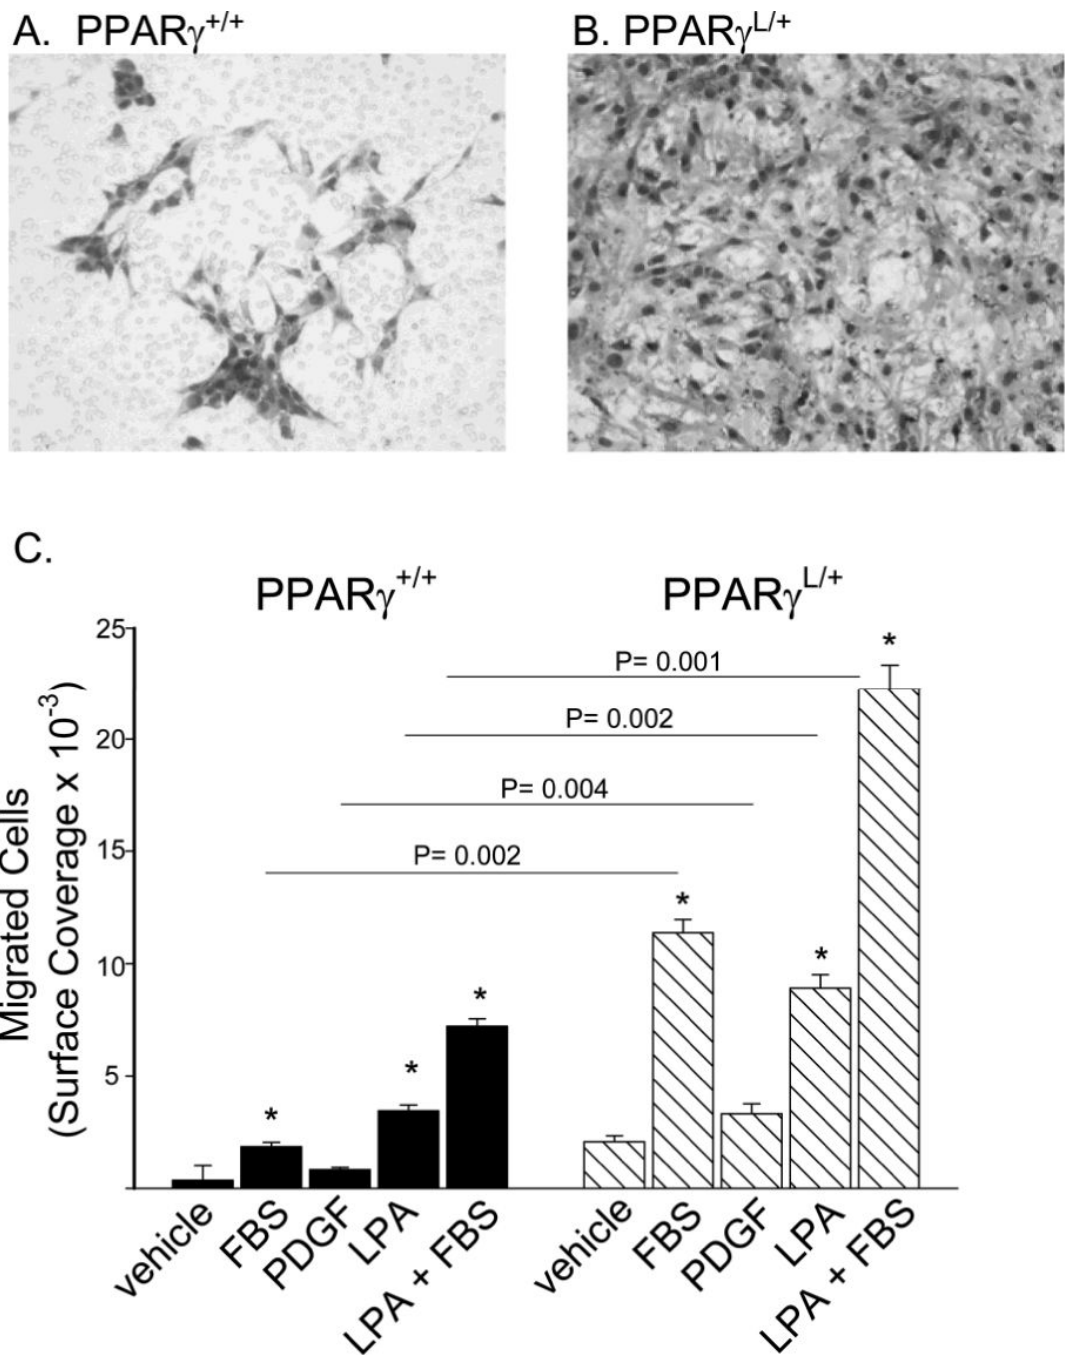 A. PPARγ+/+
B. PPARγL/+
C.
PPARγ+/+
PPARγL/+
Migrated Cells
(Surface Coverage x 10-3)
25
20
15
10
5
P= 0.001
P= 0.002
P= 0.004
P= 0.002
*
*
*
*
*
*
vehicle
FBS
PDGF
LPA
LPA + FBS
vehicle
FBS
PDGF
LPA
LPA + FBS